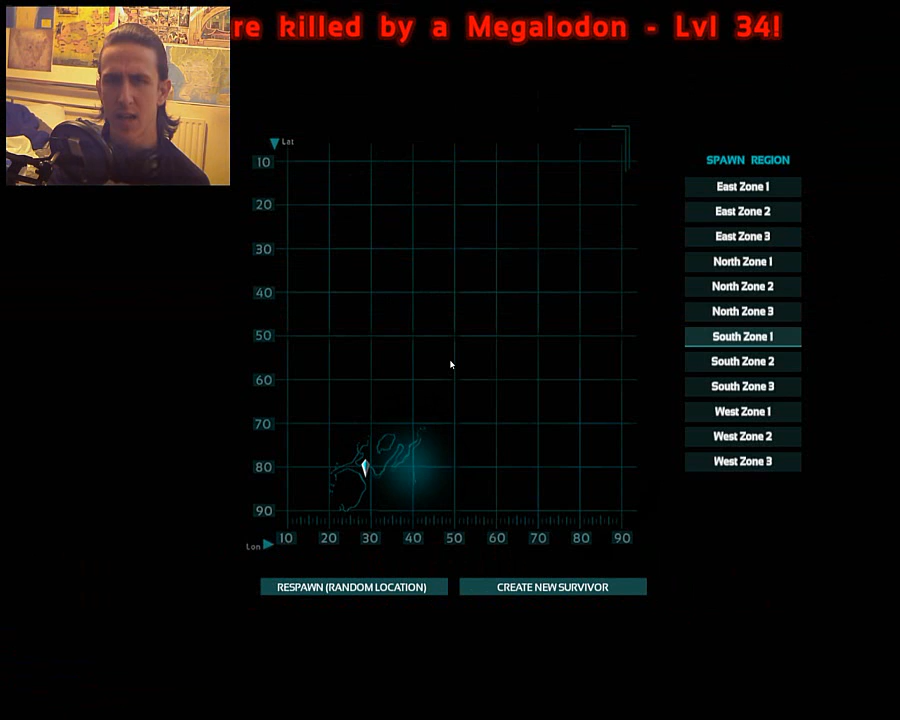 re killed by a Megalodon - Lvl 34!
Lat
10
20
30
40
50
60
70
80
90
Lon
10 20 30 40 50 60 70 80 90
RESPAWN (RANDOM LOCATION)
CREATE NEW SURVIVOR
SPAWN REGION
East Zone 1
East Zone 2
East Zone 3
North Zone 1
North Zone 2
North Zone 3
South Zone 1
South Zone 2
South Zone 3
West Zone 1
West Zone 2
West Zone 3